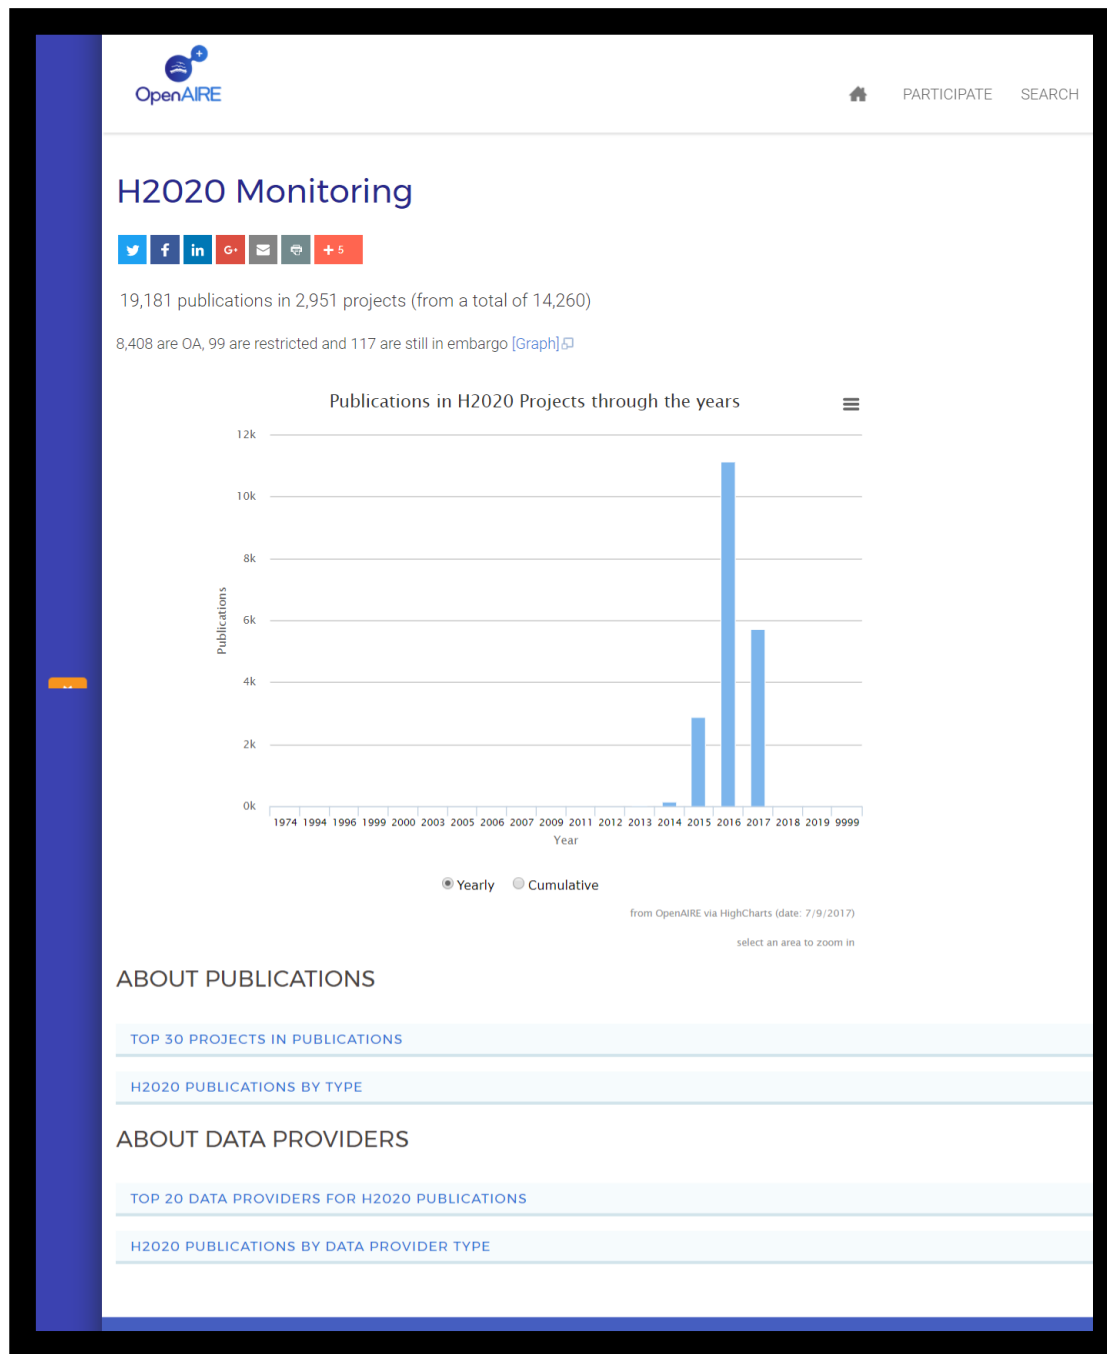 OpenAIRE
PARTICIPATE SEARCH
H2020 Monitoring
G+ + 5
19,181 publications in 2,951 projects (from a total of 14,260)
8,408 are OA, 99 are restricted and 117 are still in embargo [Graph]
Publications in H2020 Projects through the years
12k
10k
8k
6k
4k
2k
0k
Publications
1974 1994 1996 1999 2000 2003 2005 2006 2007 2009 2011 2012 2013 2014 2015 2016 2017 2018 2019 9999
Year
Yearly Cumulative
from OpenAIRE via HighCharts (date: 7/9/2017)
select an area to zoom in
ABOUT PUBLICATIONS
TOP 30 PROJECTS IN PUBLICATIONS
H2020 PUBLICATIONS BY TYPE
ABOUT DATA PROVIDERS
TOP 20 DATA PROVIDERS FOR H2020 PUBLICATIONS
H2020 PUBLICATIONS BY DATA PROVIDER TYPE